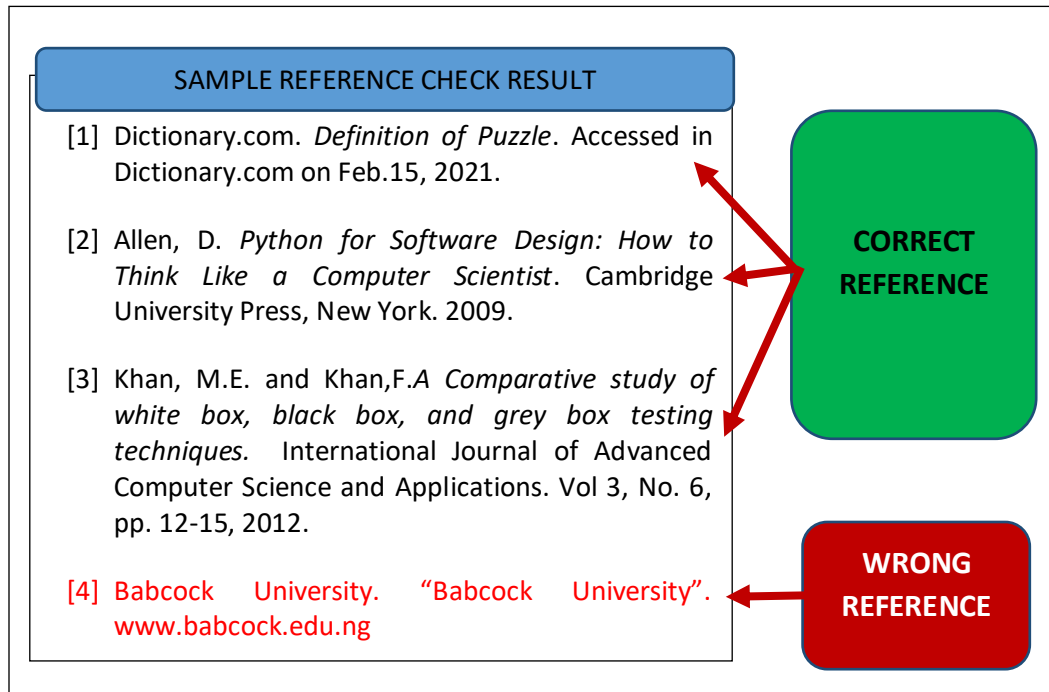 SAMPLE REFERENCE CHECK RESULT
[1] Dictionary.com. Definition of Puzzle. Accessed in
Dictionary.com on Feb.15, 2021.
[2] Allen, D. Python for Software Design: How to
Think Like a Computer Scientist. Cambridge
University Press, New York. 2009.
[3] Khan, M.E. and Khan,F.A Comparative study of
white box, black box, and grey box testing
techniques. International Journal of Advanced
Computer Science and Applications. Vol 3, No. 6,
pp. 12-15, 2012.
[4] Babcock University. “Babcock University”.
www.babcock.edu.ng
CORRECT
REFERENCE
WRONG
REFERENCE